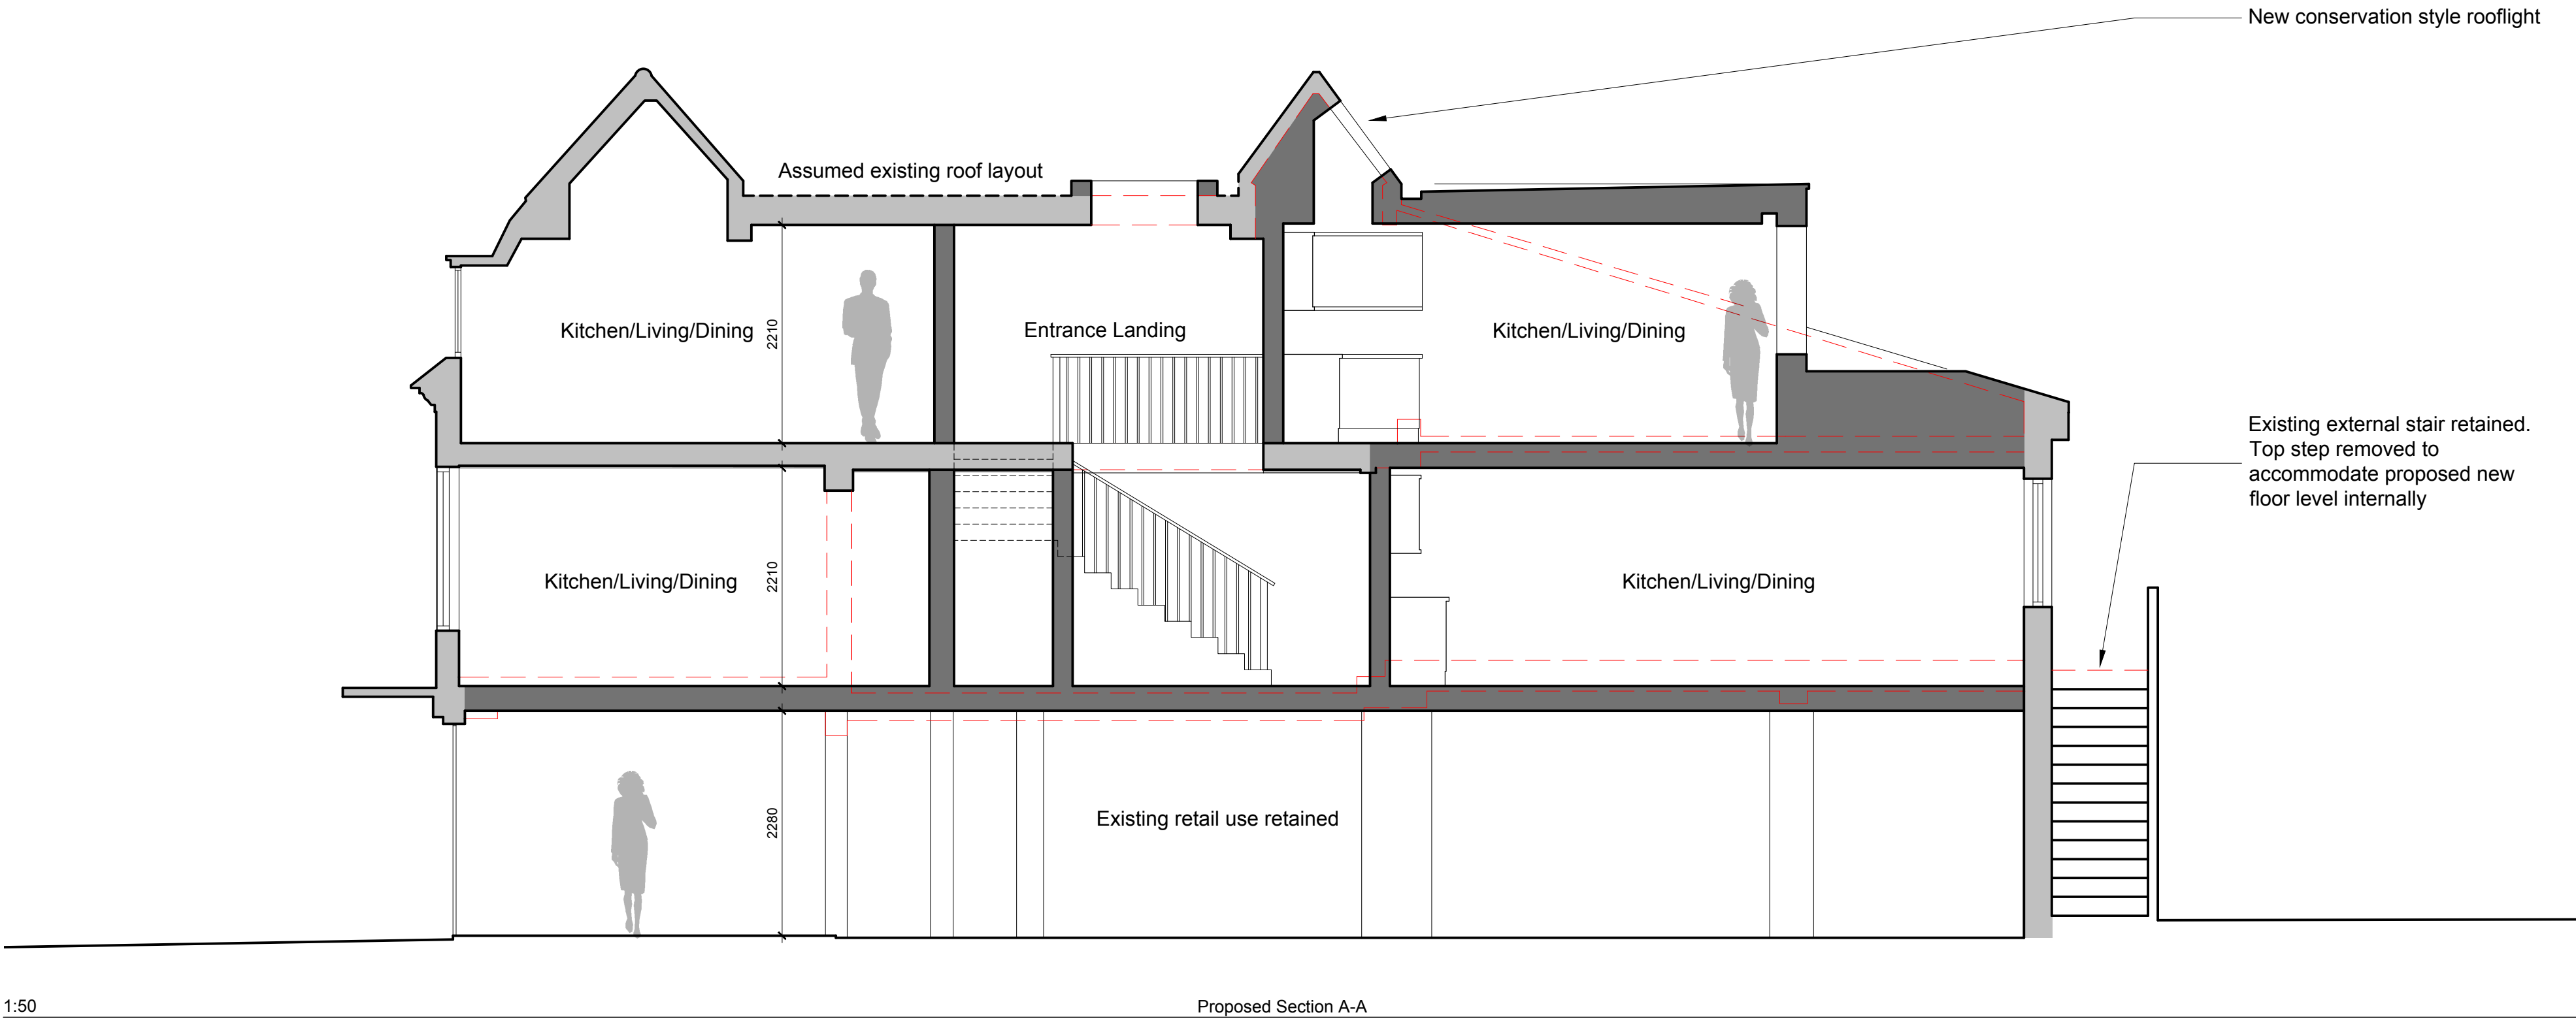 New conservation style rooflight
Assumed existing roof layout
Kitchen/Living/Dining
2210
Entrance Landing
Kitchen/Living/Dining
Existing external stair retained.
Top step removed to
accommodate proposed new
floor level internally
Kitchen/Living/Dining
2210
Kitchen/Living/Dining
2280
Existing retail use retained
1:50
Proposed Section A-A